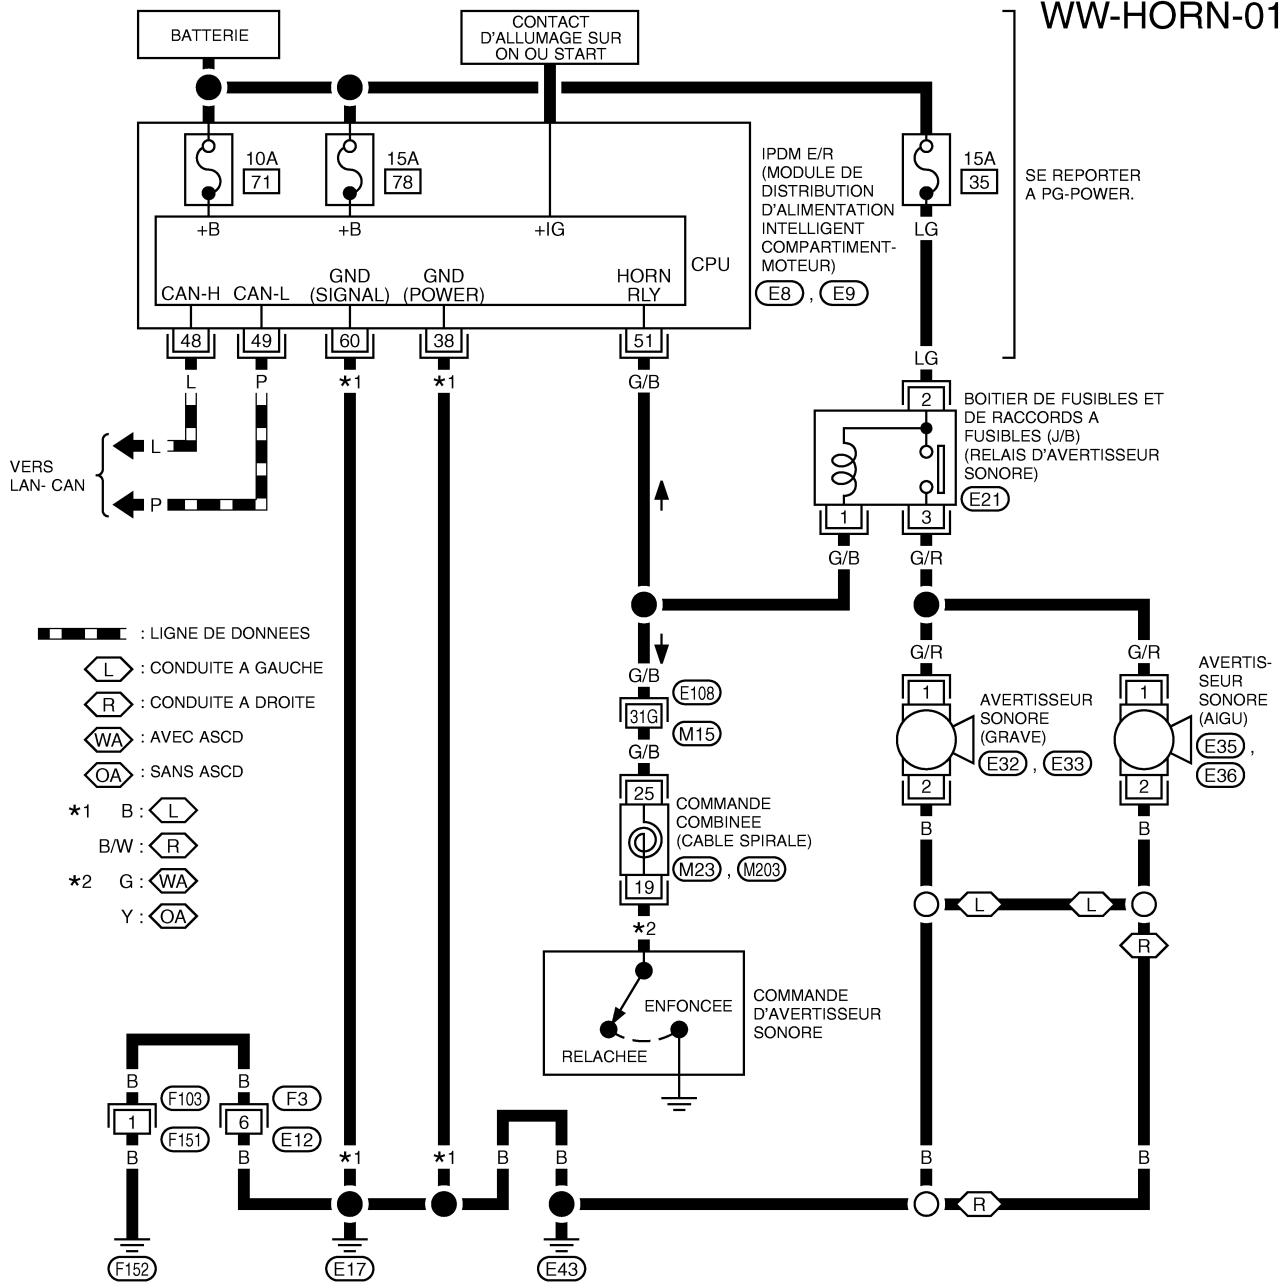 WW-HORN-01
BATTERIE
CONTACT
D'ALLUMAGE SUR
ON OU START
10A
71
15A
78
15A
35
IPDM E/R
(MODULE DE
DISTRIBUTION
D'ALIMENTATION
INTELLIGENT
COMPARTIMENT-
MOTEUR)
E8 , E9
SE REPORTER
A PG-POWER.
+B
+B
+IG
CPU
CAN-H
CAN-L
GND
(SIGNAL)
GND
(POWER)
HORN
RLY
48
49
60
38
51
L
P
*1
*1
G/B
LG
LG
2
BOITIER DE FUSIBLES ET
DE RACCORDS A
FUSIBLES (J/B)
(RELAIS D'AVERTISSEUR
SONORE)
E21
VERS
LAN- CAN
L
P
1
3
G/B
G/R
: LIGNE DE DONNEES
L : CONDUITE A GAUCHE
R : CONDUITE A DROITE
WA : AVEC ASCD
OA : SANS ASCD
*1 B : L
B/W : R
*2 G : WA
Y : OA
G/B
31G
E108
M15
G/B
25
COMMANDE
COMBINEE
(CABLE SPIRALE)
M23 , M203
19
*2
G/R
G/R
1
1
AVERTISSEUR
SONORE
(GRAVE)
E32 , E33
AVERTIS-
SEUR
SONORE
(AIGU)
E35 ,
E36
2
2
B
B
L
L
R
ENFONCEE
RELACHEE
COMMANDE
D'AVERTISSEUR
SONORE
B
B
F103
F3
1
6
F151
E12
B
B
*1
*1
B
B
B
B
R
F152
E17
E43